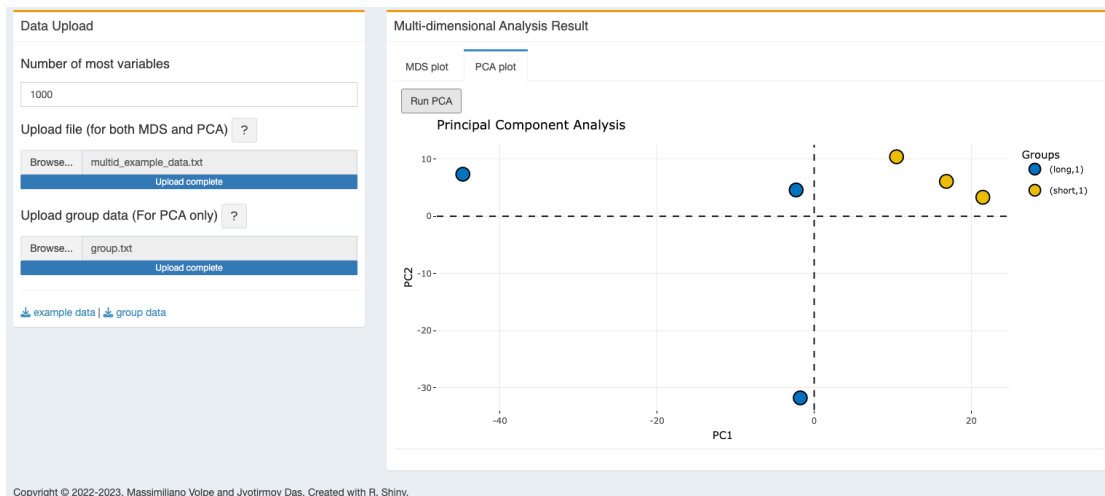 Data Upload
Number of most variables
1000
Upload file (for both MDS and PCA) ?
Browse... multid_example_data.txt
Upload complete
Upload group data (For PCA only) ?
Browse... group.txt
Upload complete
example data | group data
Multi-dimensional Analysis Result
MDS plot PCA plot
Run PCA
Principal Component Analysis
10
0
-10
-20
-30
PC2
-40 -20 0 20
PC1
Groups
(long,1)
(short,1)
Copyright © 2022-2023. Massimiliano Volpe and Jyotirmoy Das. Created with R. Shiny.